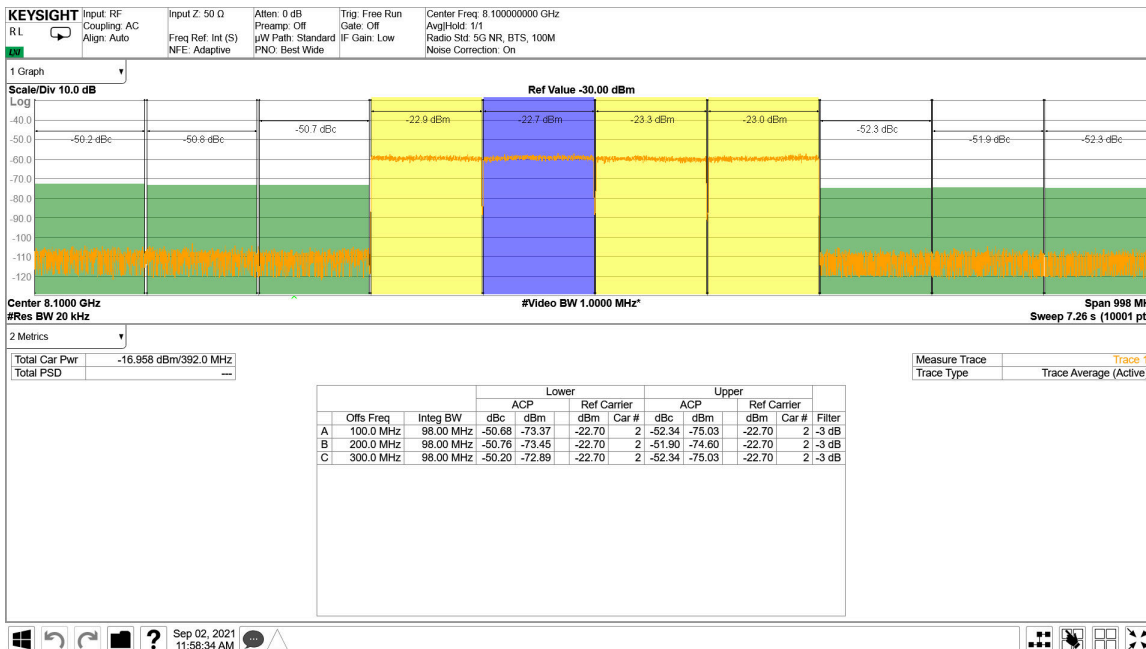 KEYSIGHT Input: RF Input Z: 50 Ω Atten: 0 dB Trig: Free Run Center Freq: 8.100000000 GHz
RL Coupling: AC Preamp: Off Gate: Off Avg|Hold: 1/1
Align: Auto Freq Ref: Int (S) µW Path: Standard IF Gain: Low Radio Std: 5G NR, BTS, 100M
LXI NFE: Adaptive PNO: Best Wide Noise Correction: On
1 Graph
Scale/Div 10.0 dB Ref Value -30.00 dBm
Log
-40.0 -22.9 dBm -22.7 dBm -23.3 dBm -23.0 dBm
-50.7 dBc -52.3 dBc
-50.0 -50.2 dBc -50.8 dBc -51.9 dBc -52.3 dBc
-60.0
-70.0
-80.0
-90.0
-100
-110
-120
Center 8.1000 GHz #Video BW 1.0000 MHz* Span 998 MH
#Res BW 20 kHz Sweep 7.26 s (10001 pt
2 Metrics
Total Car Pwr -16.958 dBm/392.0 MHz Measure Trace Trace 1
Total PSD --- Trace Type Trace Average (Active
Lower Upper
ACP Ref Carrier ACP Ref Carrier
Offs Freq Integ BW dBc dBm dBm Car # dBc dBm dBm Car # Filter
A 100.0 MHz 98.00 MHz -50.68 -73.37 -22.70 2 -52.34 -75.03 -22.70 2 -3 dB
B 200.0 MHz 98.00 MHz -50.76 -73.45 -22.70 2 -51.90 -74.60 -22.70 2 -3 dB
C 300.0 MHz 98.00 MHz -50.20 -72.89 -22.70 2 -52.34 -75.03 -22.70 2 -3 dB
? Sep 02, 2021
11:58:34 AM